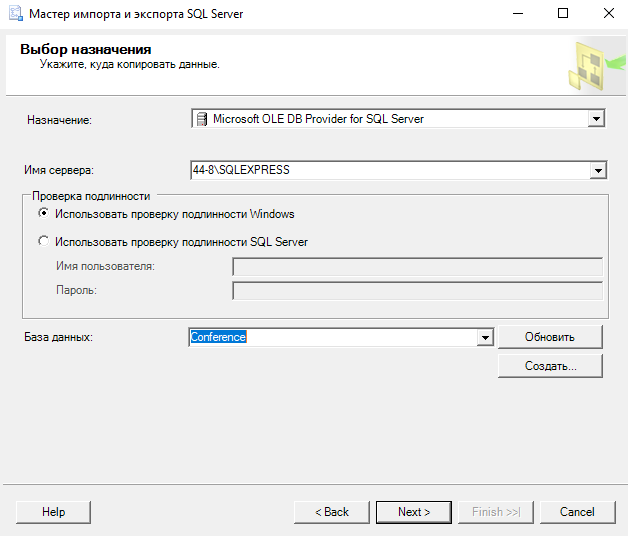 Мастер импорта и экспорта SQL Server
Выбор назначения
Укажите, куда копировать данные.
Назначение:
Microsoft OLE DB Provider for SQL Server
Имя сервера:
44-8\SQLEXPRESS
Проверка подлинности
Использовать проверку подлинности Windows
Использовать проверку подлинности SQL Server
Имя пользователя:
Пароль:
База данных:
Conference
Обновить
Создать...
Help
< Back
Next >
Finish >>|
Cancel